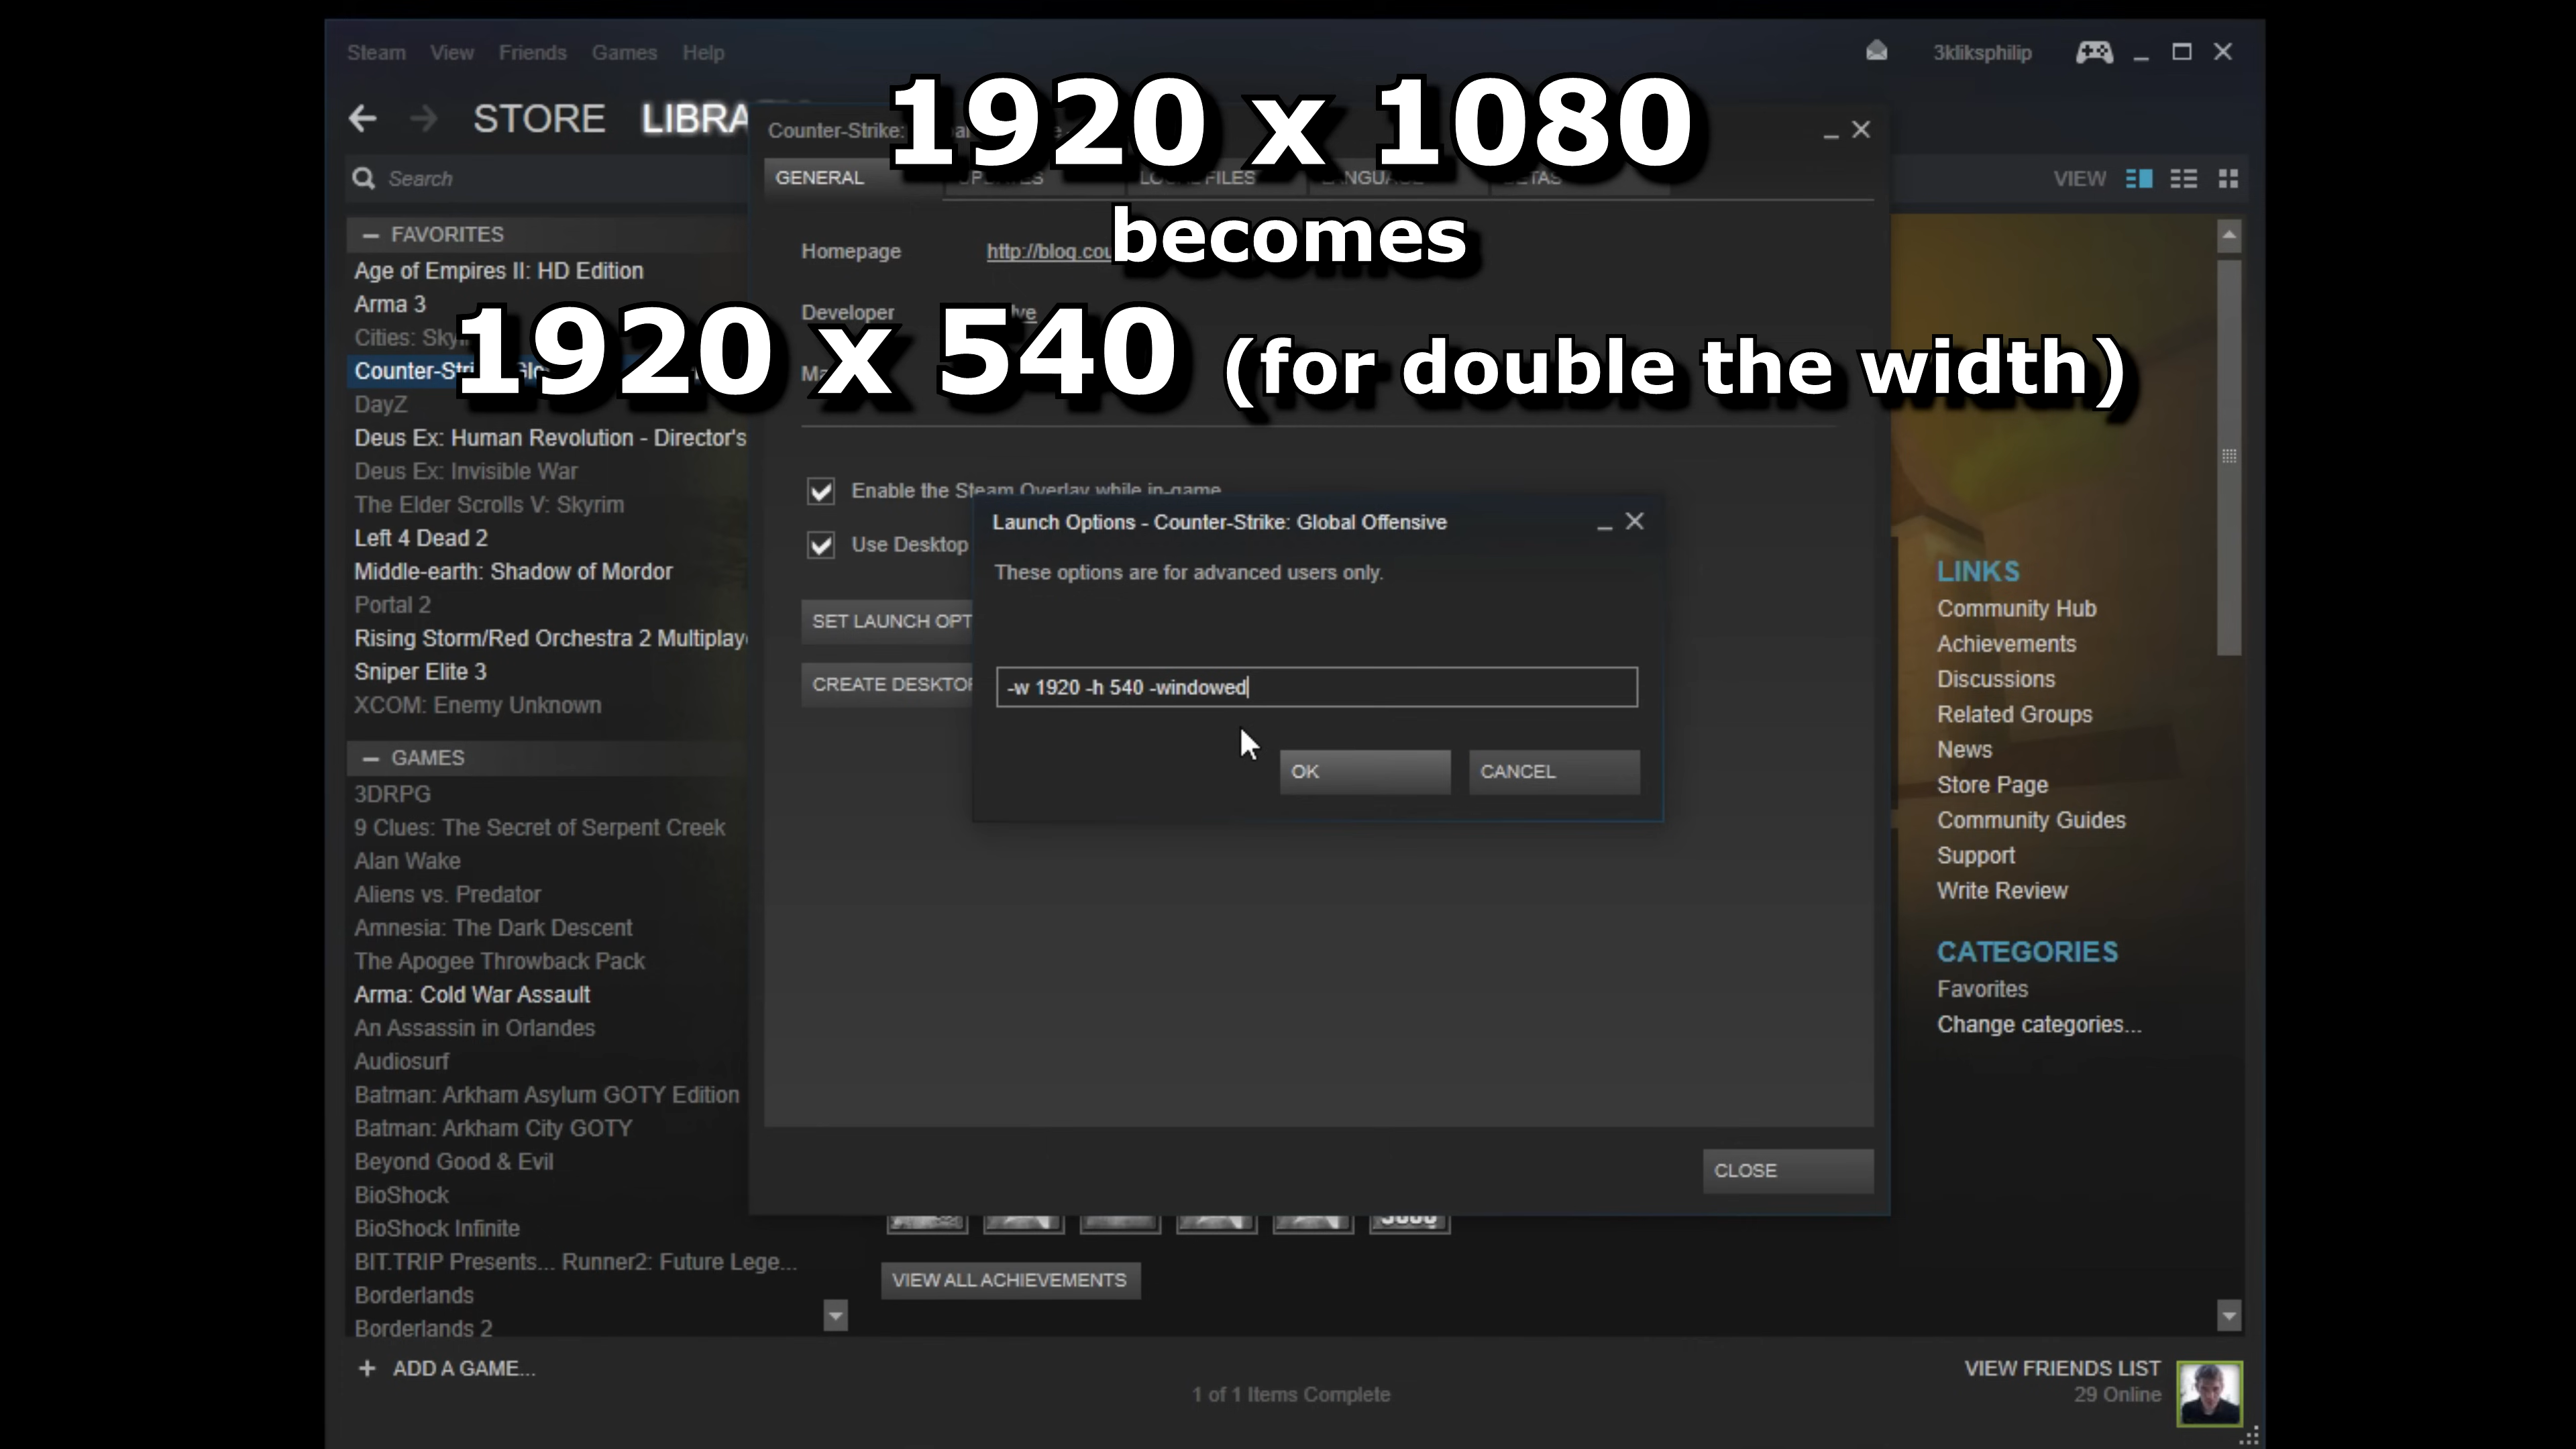 Steam View Friends Games Help
3kliksphilip
STORE LIBRA
1920 x 1080
becomes
1920 x 540 (for double the width)
Counter-Strike:
GENERAL
Search
VIEW
FAVORITES
Age of Empires II: HD Edition
Arma 3
Cities:
Counter-
DayZ
Deus Ex: Human Revolution - Director's
Deus Ex: Invisible War
The Elder Scrolls V: Skyrim
Left 4 Dead 2
Middle-earth: Shadow of Mordor
Portal 2
Rising Storm/Red Orchestra 2
Sniper Elite 3
XCOM: Enemy Unknown
GAMES
3DRPG
9 Clues: The Secret of Serpent Creek
Alan Wake
Aliens vs. Predator
Amnesia: The Dark Descent
The Apogee Throwback Pack
Arma: Cold War Assault
An Assassin in Orlandes
Audiosurf
Batman: Arkham Asylum GOTY Edition
Batman: Arkham City GOTY
Beyond Good & Evil
BioShock
BioShock Infinite
BIT.TRIP Presents... Runner2: Future Lege...
Borderlands
Borderlands 2
ADD A GAME...
Homepage http://blog.cou
Developer
Enable the Steam Overlay while in-game
Use Desktop
SET LAUNCH OPT
CREATE DESKTO
Launch Options - Counter-Strike: Global Offensive
These options are for advanced users only.
-w 1920 -h 540 -windowed
OK CANCEL
CLOSE
VIEW ALL ACHIEVEMENTS
LINKS
Community Hub
Achievements
Discussions
Related Groups
News
Store Page
Community Guides
Support
Write Review
CATEGORIES
Favorites
Change categories...
1 of 1 Items Complete
VIEW FRIENDS LIST
29 Online